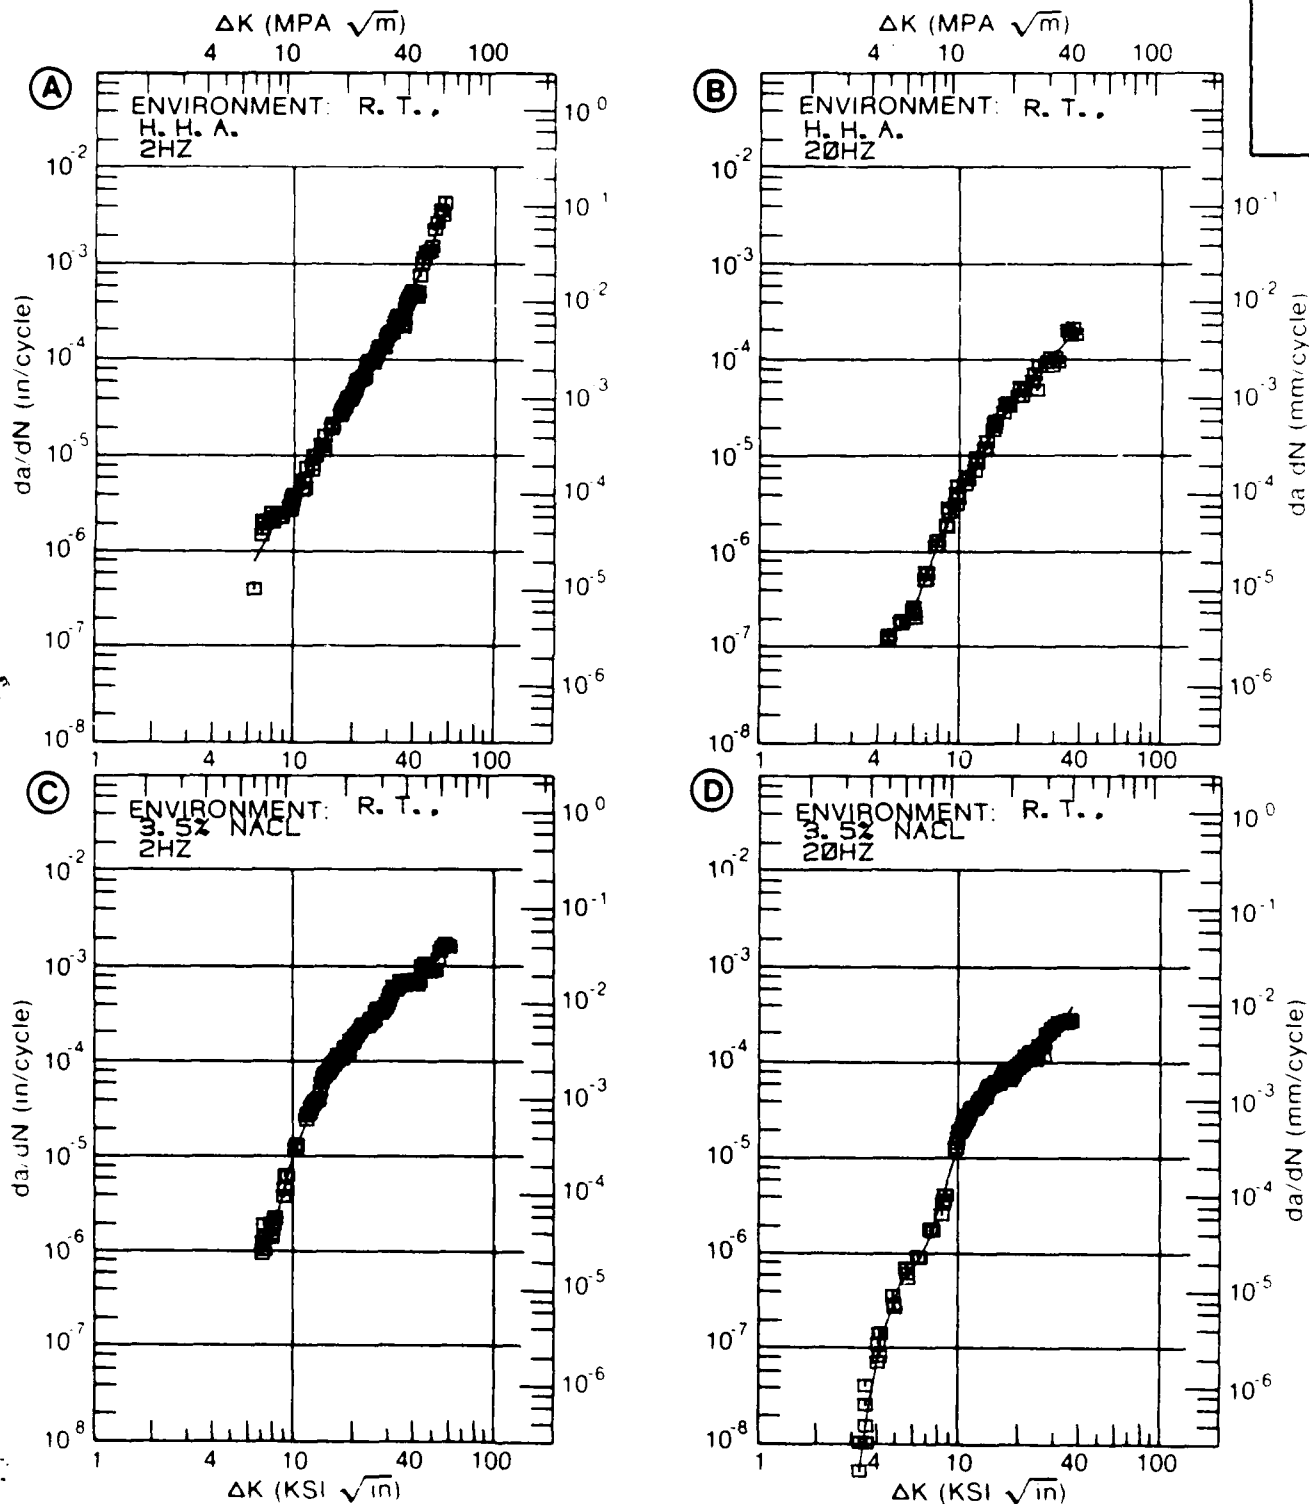 ΔK (MPA √m)
4 10 40 100
A
ENVIRONMENT: R. T.,
H. H. A.
2HZ
10^0
10^-2
10^-1
10^-3
10^-2
10^-4
10^-3
10^-5
10^-4
10^-6
10^-5
10^-7
10^-6
10^-8
1 4 10 40 100
da/dN (in/cycle)
ΔK (MPA √m)
4 10 40 100
B
ENVIRONMENT: R. T.,
H. H. A.
20HZ
10^-2
10^-1
10^-3
10^-2
10^-4
10^-3
10^-5
10^-4
10^-6
10^-5
10^-7
10^-6
10^-8
1 4 10 40 100
da dN (mm/cycle)
C
ENVIRONMENT: R. T.,
3. 5% NACL
2HZ
10^0
10^-2
10^-1
10^-3
10^-2
10^-4
10^-3
10^-5
10^-4
10^-6
10^-5
10^-7
10^-6
10^8
1 4 10 40 100
da/dN (in/cycle)
ΔK (KSI √in)
D
ENVIRONMENT: R. T.,
3. 5% NACL
20HZ
10^0
10^-2
10^-1
10^-3
10^-2
10^-4
10^-3
10^-5
10^-4
10^-6
10^-5
10^-7
10^-6
10^-8
1 4 10 40 100
da/dN (mm/cycle)
ΔK (KSI √in)